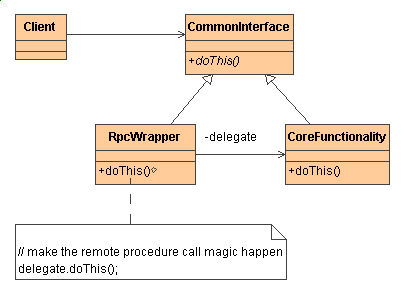 Client
CommonInterface
+doThis()
RpcWrapper
-delegate
CoreFunctionality
+doThis()
+doThis()
// make the remote procedure call magic happen
delegate.doThis();